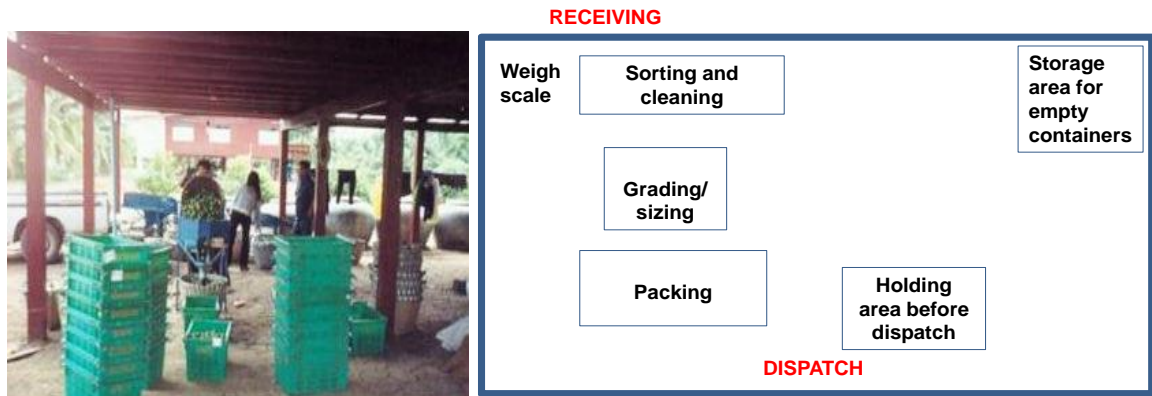 RECEIVING
Weigh
scale
Sorting and
cleaning
Storage
area for
empty
containers
Grading/
sizing
Packing
Holding
area before
dispatch
DISPATCH